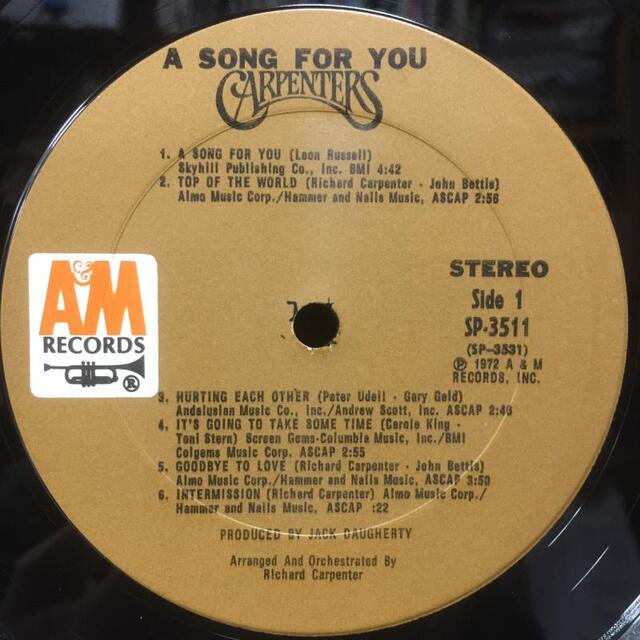 A SONG FOR YOU
CARPENTERS
1. A SONG FOR YOU (Leon Russell)
Skyhill Publishing Co., Inc. BMI 4:42
2. TOP OF THE WORLD (Richard Carpenter - John Bettis)
Almo Music Corp./Hammer and Nails Music, ASCAP 2:56
A&M
RECORDS
®
STEREO
Side 1
SP-3511
(SP-3531)
℗ 1972 A & M
RECORDS, INC.
3. HURTING EACH OTHER (Peter Udell - Gary Geld)
Andalusian Music Co., Inc./Andrew Scott, Inc. ASCAP 2:46
4. IT'S GOING TO TAKE SOME TIME (Carole King -
Toni Stern) Screen Gems-Columbia Music, Inc./BMI
Colgems Music Corp. ASCAP 2:55
5. GOODBYE TO LOVE (Richard Carpenter - John Bettis)
Almo Music Corp./Hammer and Nails Music, ASCAP 3:50
6. INTERMISSION (Richard Carpenter) Almo Music Corp./
Hammer and Nails Music, ASCAP :22
PRODUCED BY JACK DAUGHERTY
Arranged And Orchestrated By
Richard Carpenter